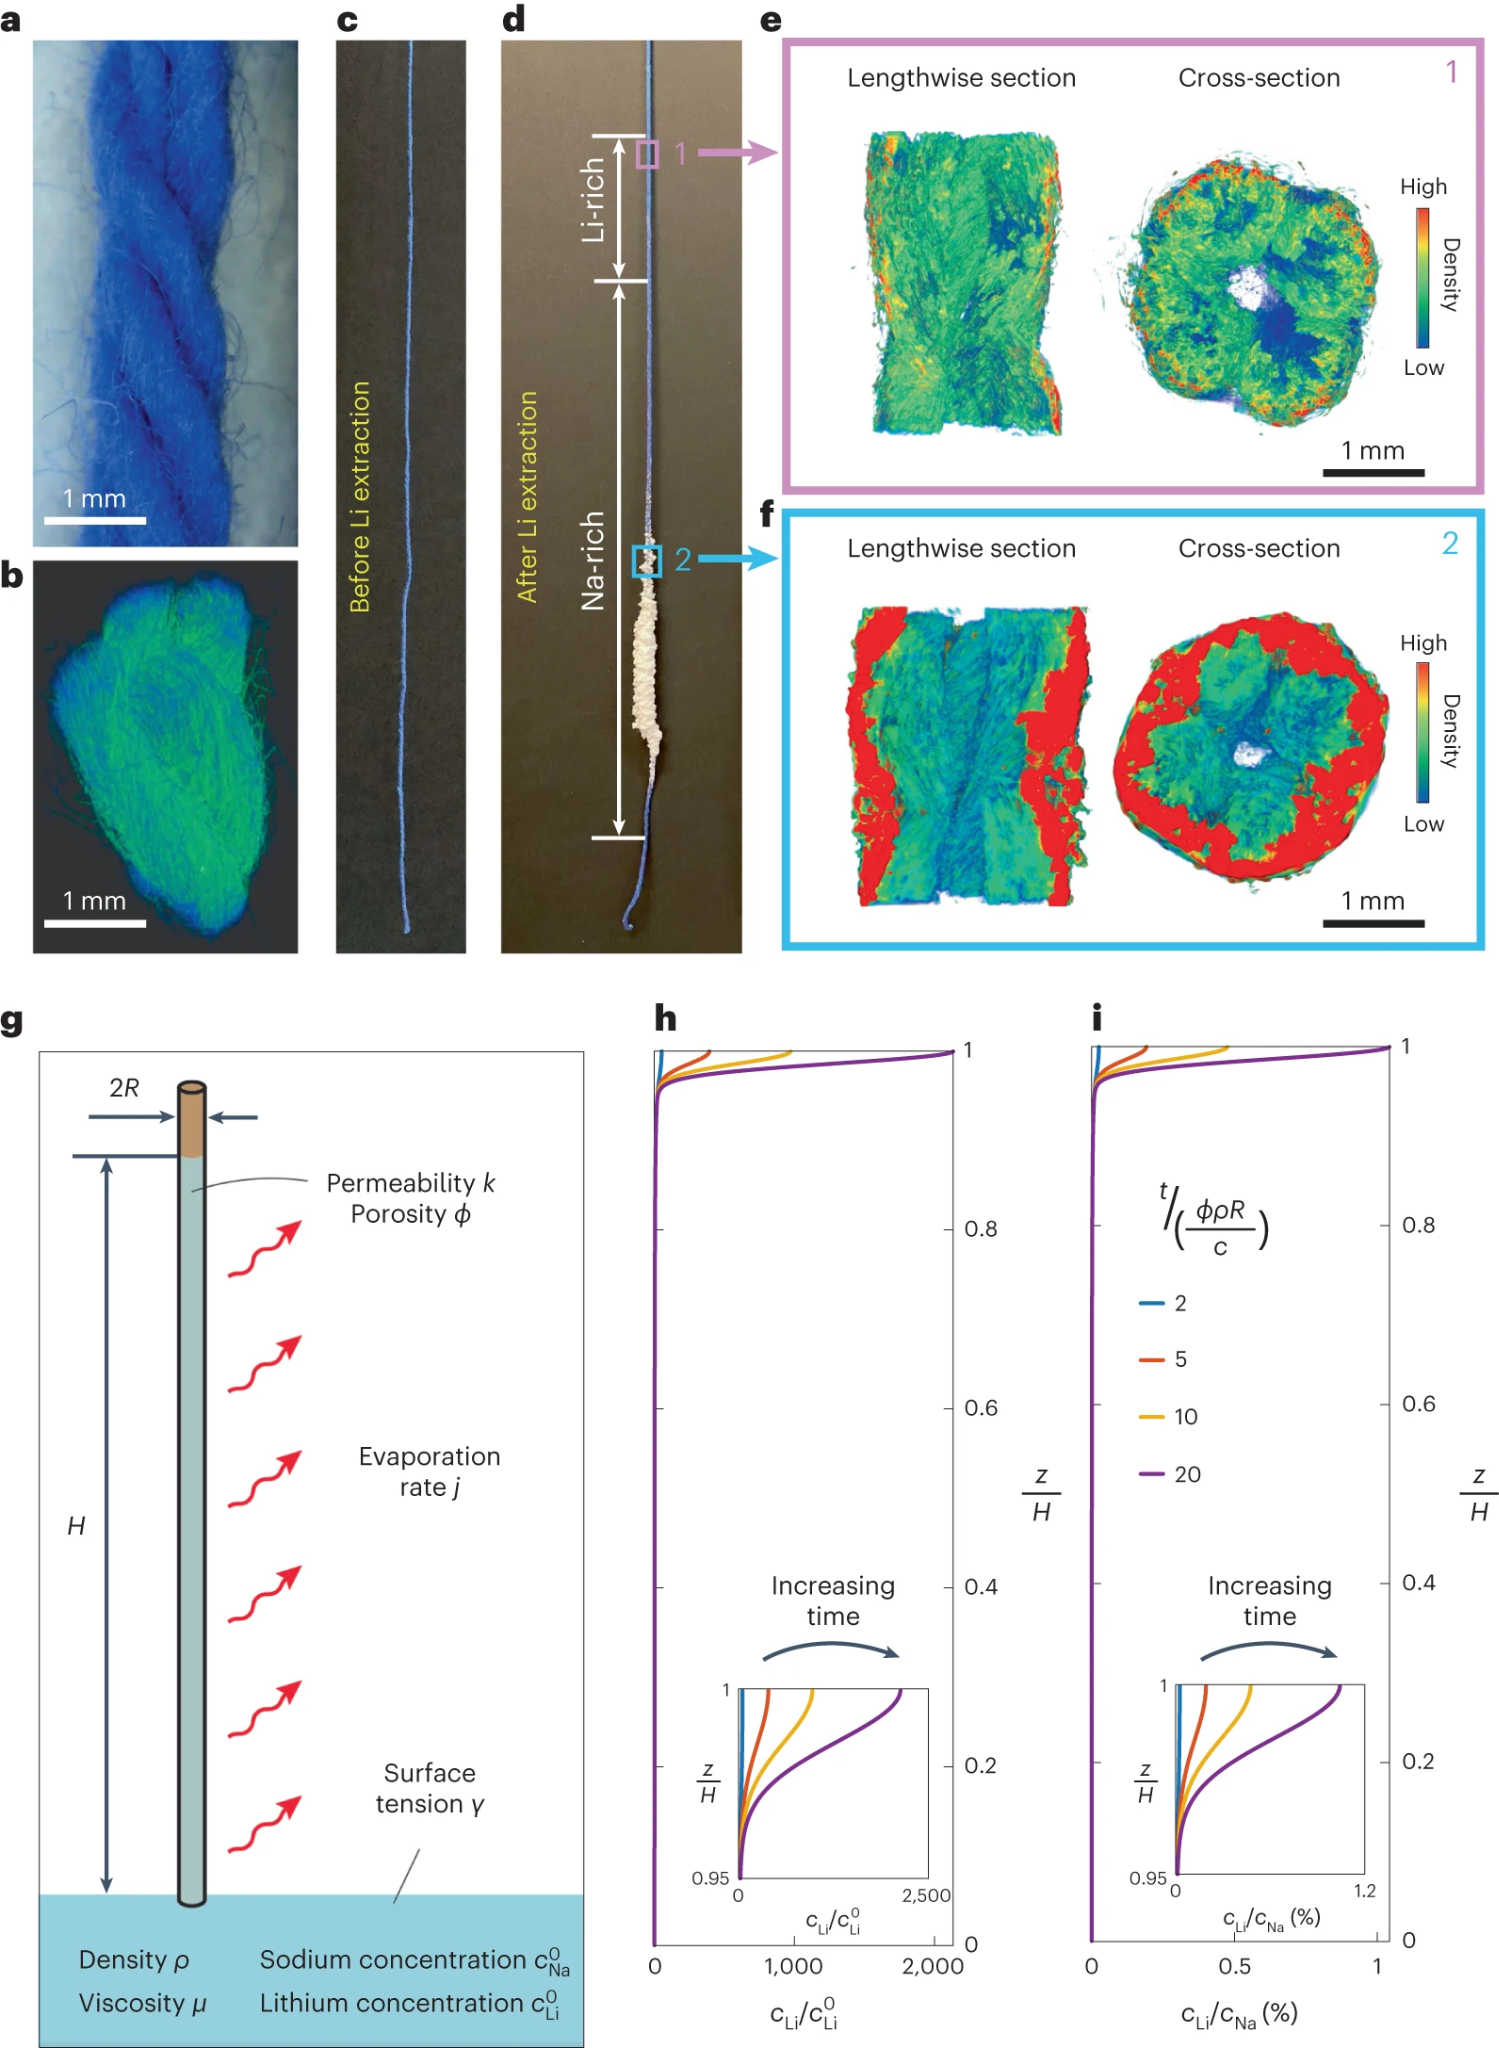 a
1 mm
b
1 mm
c
Before Li extraction
d
After Li extraction
Li-rich
Na-rich
1
2
e
1
Lengthwise section
Cross-section
High
Density
Low
1 mm
f
2
Lengthwise section
Cross-section
High
Density
Low
1 mm
g
2R
Permeability k
Porosity ϕ
Evaporation
rate j
H
Surface
tension γ
Density ρ
Sodium concentration c⁰Na
Viscosity μ
Lithium concentration c⁰Li
h
1
0.8
0.6
z
H
0.4
Increasing
time
1
z
H
0.2
0.95
0
2,500
cLi/c⁰Li
0
0
1,000
2,000
cLi/c⁰Li
i
1
t/(ϕρR/c)
0.8
2
5
10
20
0.6
z
H
0.4
Increasing
time
1
z
H
0.2
0.95
0
1.2
cLi/cNa (%)
0
0
0.5
1
cLi/cNa (%)